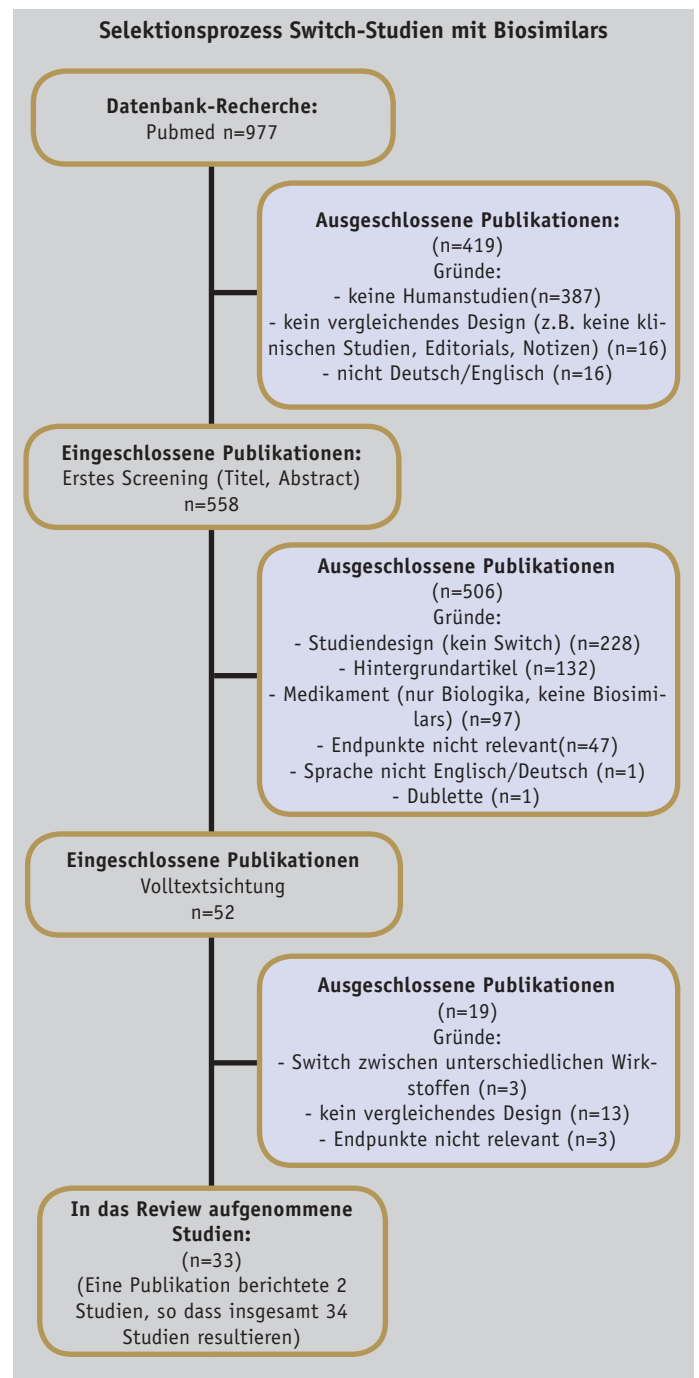 Selektionsprozess Switch-Studien mit Biosimilars
Datenbank-Recherche:
Pubmed n=977
Ausgeschlossene Publikationen:
(n=419)
Gründe:
- keine Humanstudien(n=387)
- kein vergleichendes Design (z.B. keine kli-
nischen Studien, Editorials, Notizen) (n=16)
- nicht Deutsch/Englisch (n=16)
Eingeschlossene Publikationen:
Erstes Screening (Titel, Abstract)
n=558
Ausgeschlossene Publikationen
(n=506)
Gründe:
- Studiendesign (kein Switch) (n=228)
- Hintergrundartikel (n=132)
- Medikament (nur Biologika, keine Biosimi-
lars) (n=97)
- Endpunkte nicht relevant(n=47)
- Sprache nicht Englisch/Deutsch (n=1)
- Dublette (n=1)
Eingeschlossene Publikationen
Volltextsichtung
n=52
Ausgeschlossene Publikationen
(n=19)
Gründe:
- Switch zwischen unterschiedlichen Wirk-
stoffen (n=3)
- kein vergleichendes Design (n=13)
- Endpunkte nicht relevant (n=3)
In das Review aufgenommene
Studien:
(n=33)
(Eine Publikation berichtete 2
Studien, so dass insgesamt 34
Studien resultieren)